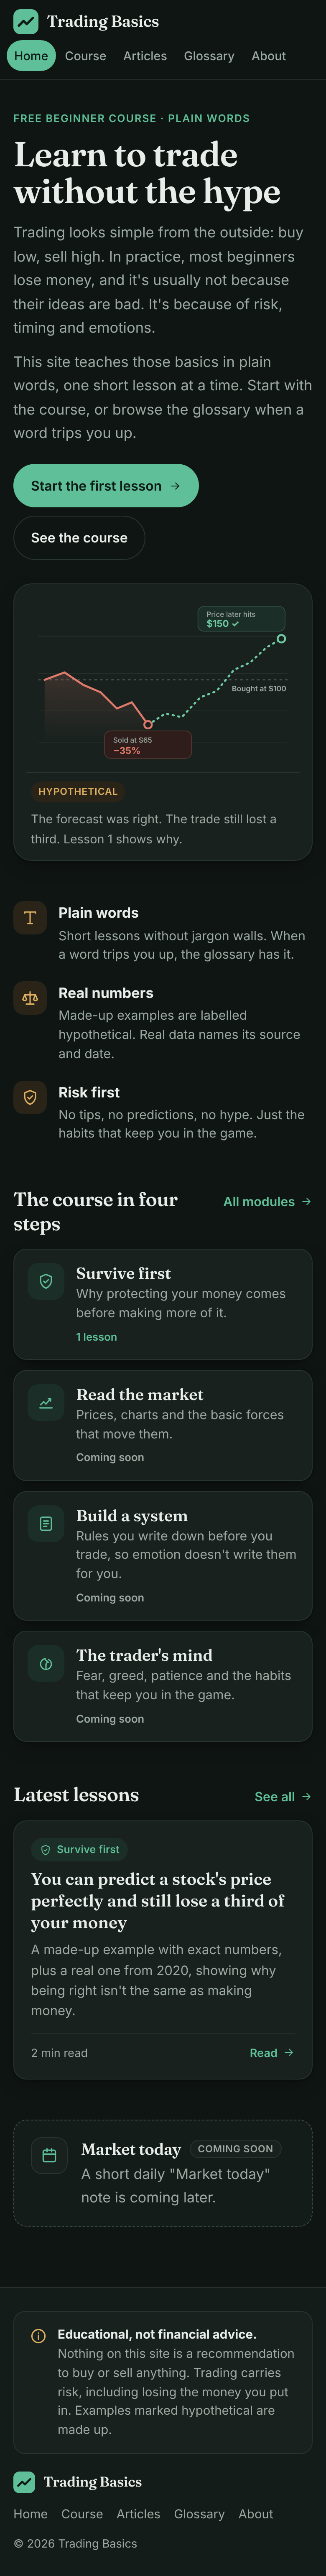 Trading Basics
Home Course Articles Glossary About
FREE BEGINNER COURSE · PLAIN WORDS
Learn to trade
without the hype
Trading looks simple from the outside: buy
low, sell high. In practice, most beginners
lose money, and it's usually not because
their ideas are bad. It's because of risk,
timing and emotions.
This site teaches those basics in plain
words, one short lesson at a time. Start with
the course, or browse the glossary when a
word trips you up.
Start the first lesson →
See the course
Price later hits
$150 ✓
Bought at $100
Sold at $65
−35%
HYPOTHETICAL
The forecast was right. The trade still lost a
third. Lesson 1 shows why.
Plain words
Short lessons without jargon walls. When
a word trips you up, the glossary has it.
Real numbers
Made-up examples are labelled
hypothetical. Real data names its source
and date.
Risk first
No tips, no predictions, no hype. Just the
habits that keep you in the game.
The course in four
steps
All modules →
Survive first
Why protecting your money comes
before making more of it.
1 lesson
Read the market
Prices, charts and the basic forces
that move them.
Coming soon
Build a system
Rules you write down before you
trade, so emotion doesn't write them
for you.
Coming soon
The trader's mind
Fear, greed, patience and the habits
that keep you in the game.
Coming soon
Latest lessons
See all →
Survive first
You can predict a stock's price
perfectly and still lose a third of
your money
A made-up example with exact numbers,
plus a real one from 2020, showing why
being right isn't the same as making
money.
2 min read
Read →
Market today COMING SOON
A short daily "Market today"
note is coming later.
Educational, not financial advice.
Nothing on this site is a recommendation
to buy or sell anything. Trading carries
risk, including losing the money you put
in. Examples marked hypothetical are
made up.
Trading Basics
Home Course Articles Glossary About
© 2026 Trading Basics